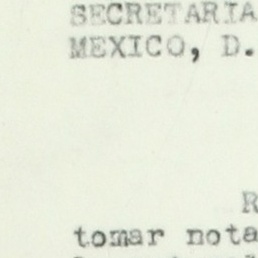 SECRETARIA
MEXICO, D.
R
tomar nota